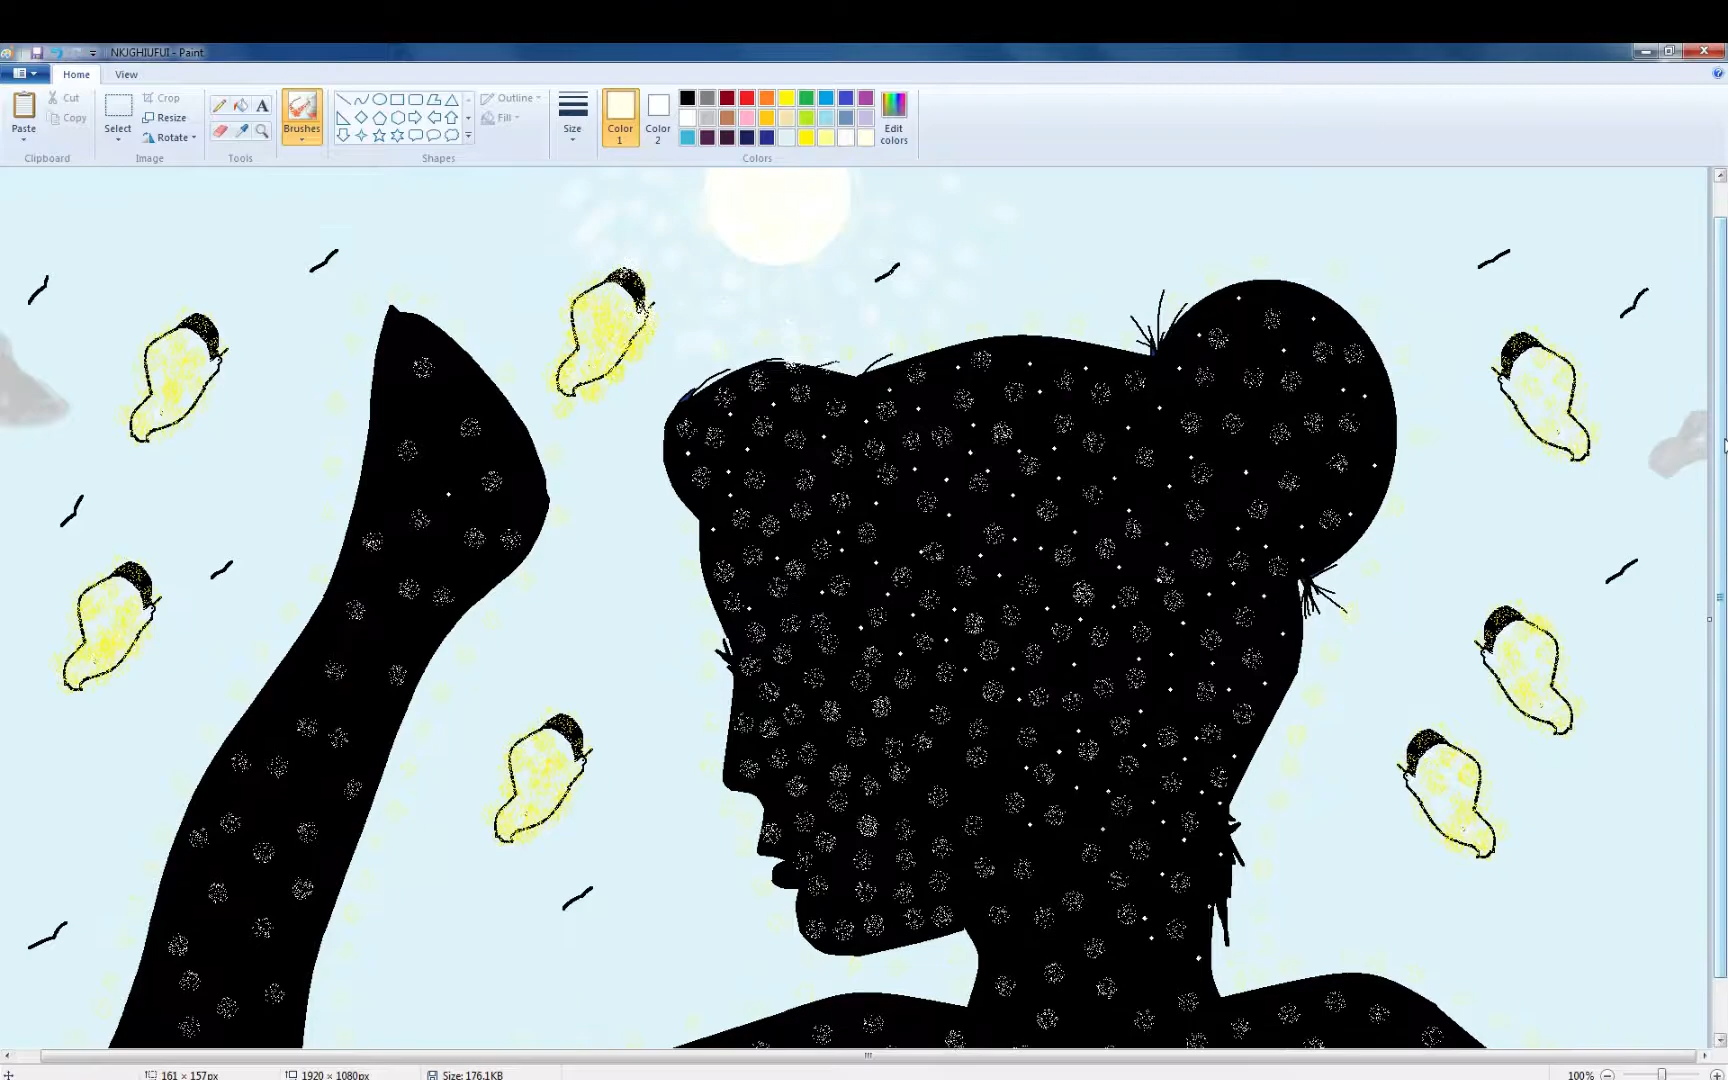 NKJGHIUFUI - Paint
Home View
Paste
Cut
Copy
Clipboard
Select
Crop
Resize
Rotate
Image
A
Tools
Brushes
Shapes
Outline
Fill
Size
Color 1
Color 2
Colors
Edit colors
161 × 157px
1920 × 1080px
Size: 176.1KB
100%